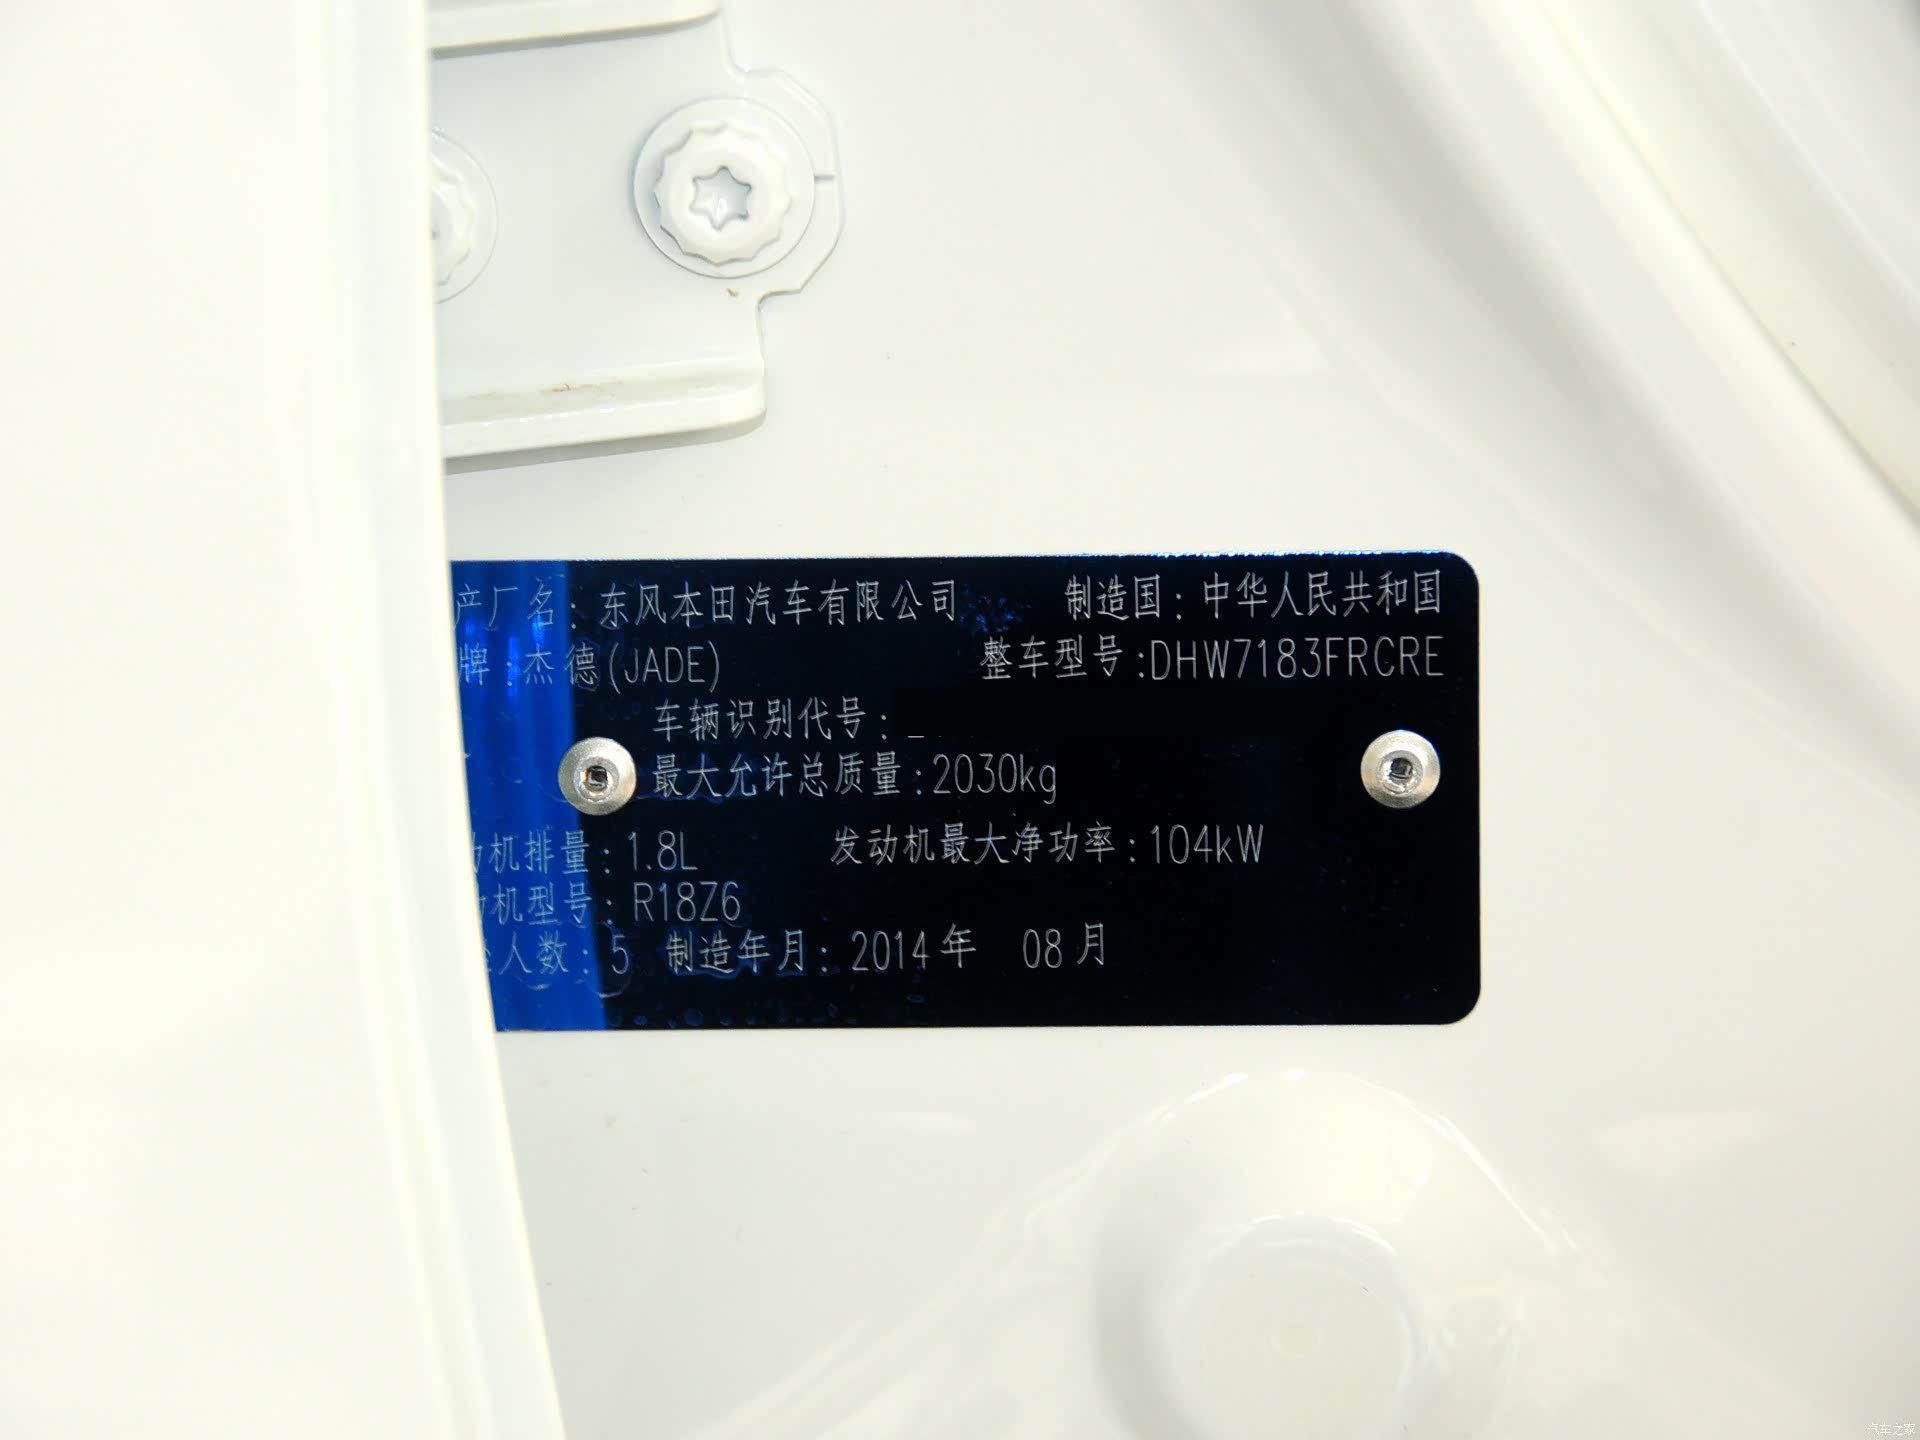 产厂名：东风本田汽车有限公司 制造国：中华人民共和国
牌：杰德(JADE) 整车型号:DHW7183FRCRE
车辆识别代号：
最大允许总质量：2030kg
机排量：1.8L 发动机最大净功率：104kW
机型号：R18Z6
人数：5 制造年月：2014年 08月
汽车之家